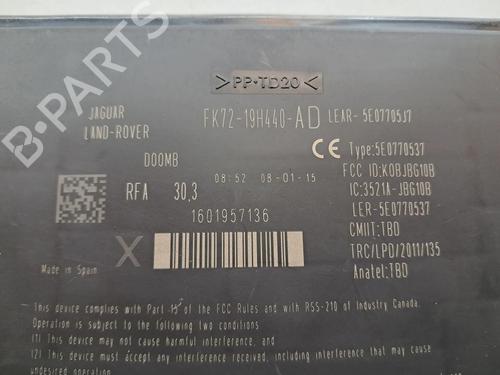 >PP-TD20<
JAGUAR
LAND-ROVER
FK72-19H440-AD
LEAR- 5E07705J7
DOOMB
CE Type:5E0770537
08:52 08-01-15
FCC ID:KOBJBG10B
RFA 30,3
IC:3521A-JBG10B
1601957136
LER-5E0770537
X
CMIIT:TBD
TRC/LPD/2011/135
Made in Spain
Anatel:TBD
This device complies with Part 15 of the FCC Rules and with RSS-210 of Industry Canada.
Operation is subject to the following two conditions
(1) This device may not cause harmful interference, and
(2) This device must accept any interference received, including interference that may cause
undesired operation